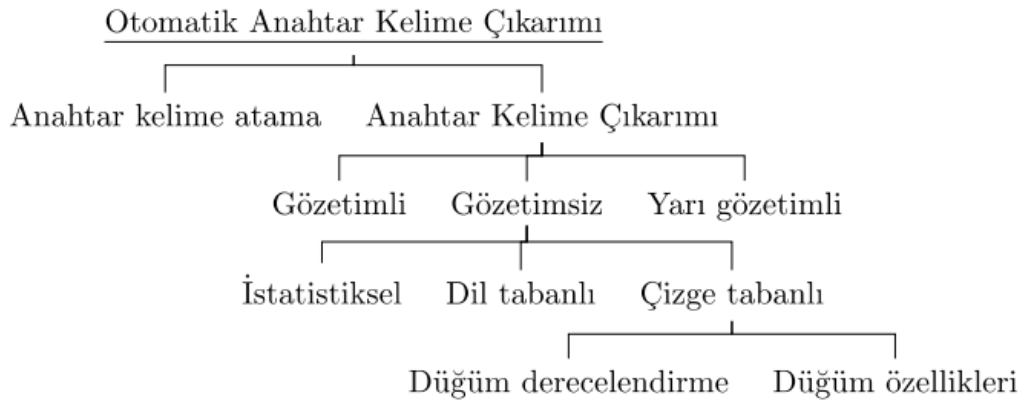 Otomatik Anahtar Kelime Çıkarımı
Anahtar kelime atama Anahtar Kelime Çıkarımı
Gözetimli Gözetimsiz Yarı gözetimli
İstatistiksel Dil tabanlı Çizge tabanlı
Düğüm derecelendirme Düğüm özellikleri